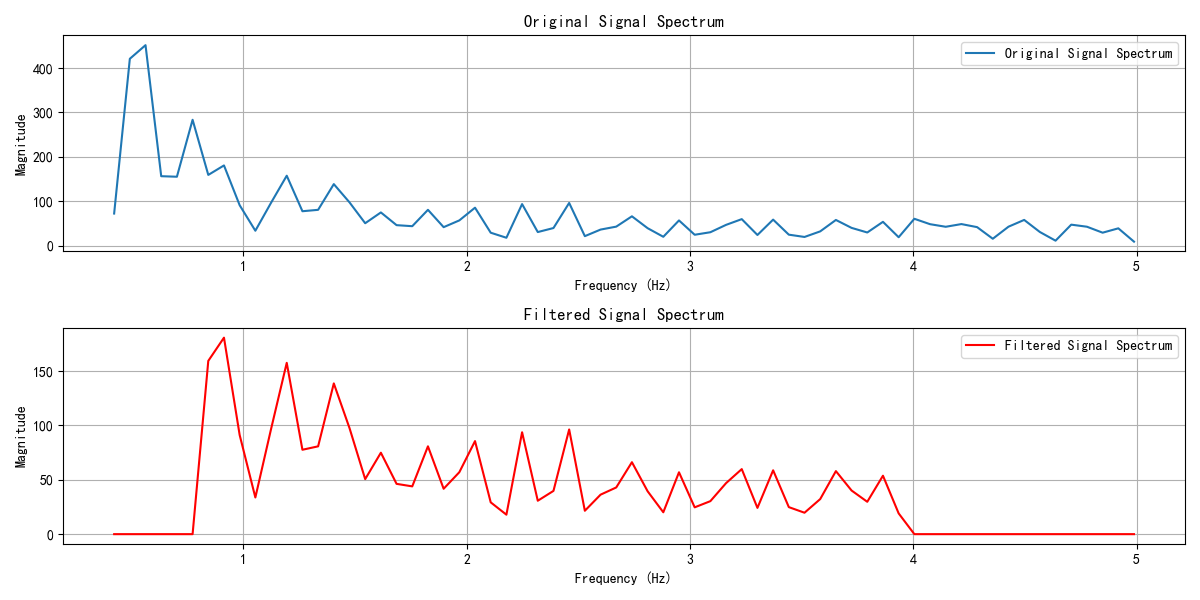 Original Signal Spectrum
Original Signal Spectrum
Magnitude
400
300
200
100
0
1 2 3 4 5
Frequency (Hz)
Filtered Signal Spectrum
Filtered Signal Spectrum
Magnitude
150
100
50
0
1 2 3 4 5
Frequency (Hz)